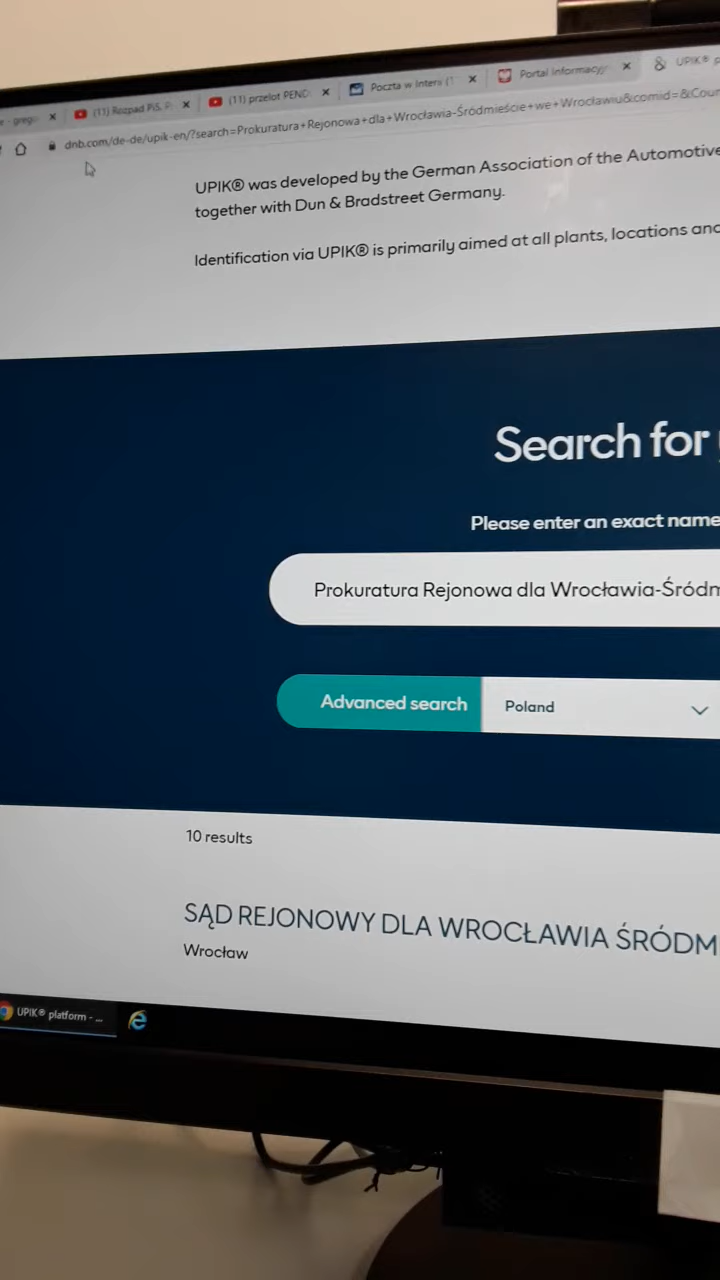 (11) Rozpad PiS, P
(11) przelot PEND
Poczta w Interii (1
Portal Informacyj
UPIK® p
dnb.com/de-de/upik-en/?search=Prokuratura+Rejonowa+dla+Wrocławia-Śródmieście+we+Wrocławiu&comid=&Coun
UPIK® was developed by the German Association of the Automotive
together with Dun & Bradstreet Germany.
Identification via UPIK® is primarily aimed at all plants, locations and
Search for
Please enter an exact name
Prokuratura Rejonowa dla Wrocławia-Śródm
Advanced search
Poland
10 results
SĄD REJONOWY DLA WROCŁAWIA ŚRÓDM
Wrocław
UPIK® platform - ...